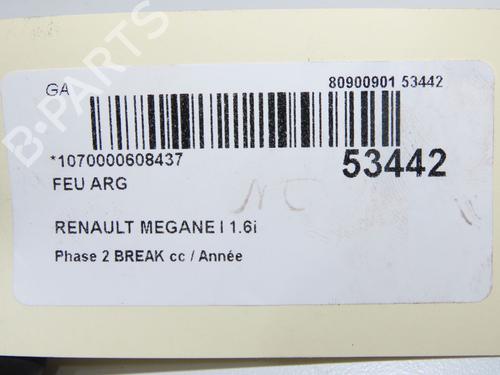 GA
80900901 53442
*1070000608437
53442
FEU ARG
RENAULT MEGANE I 1.6i
Phase 2 BREAK cc / Année
B-PARTS